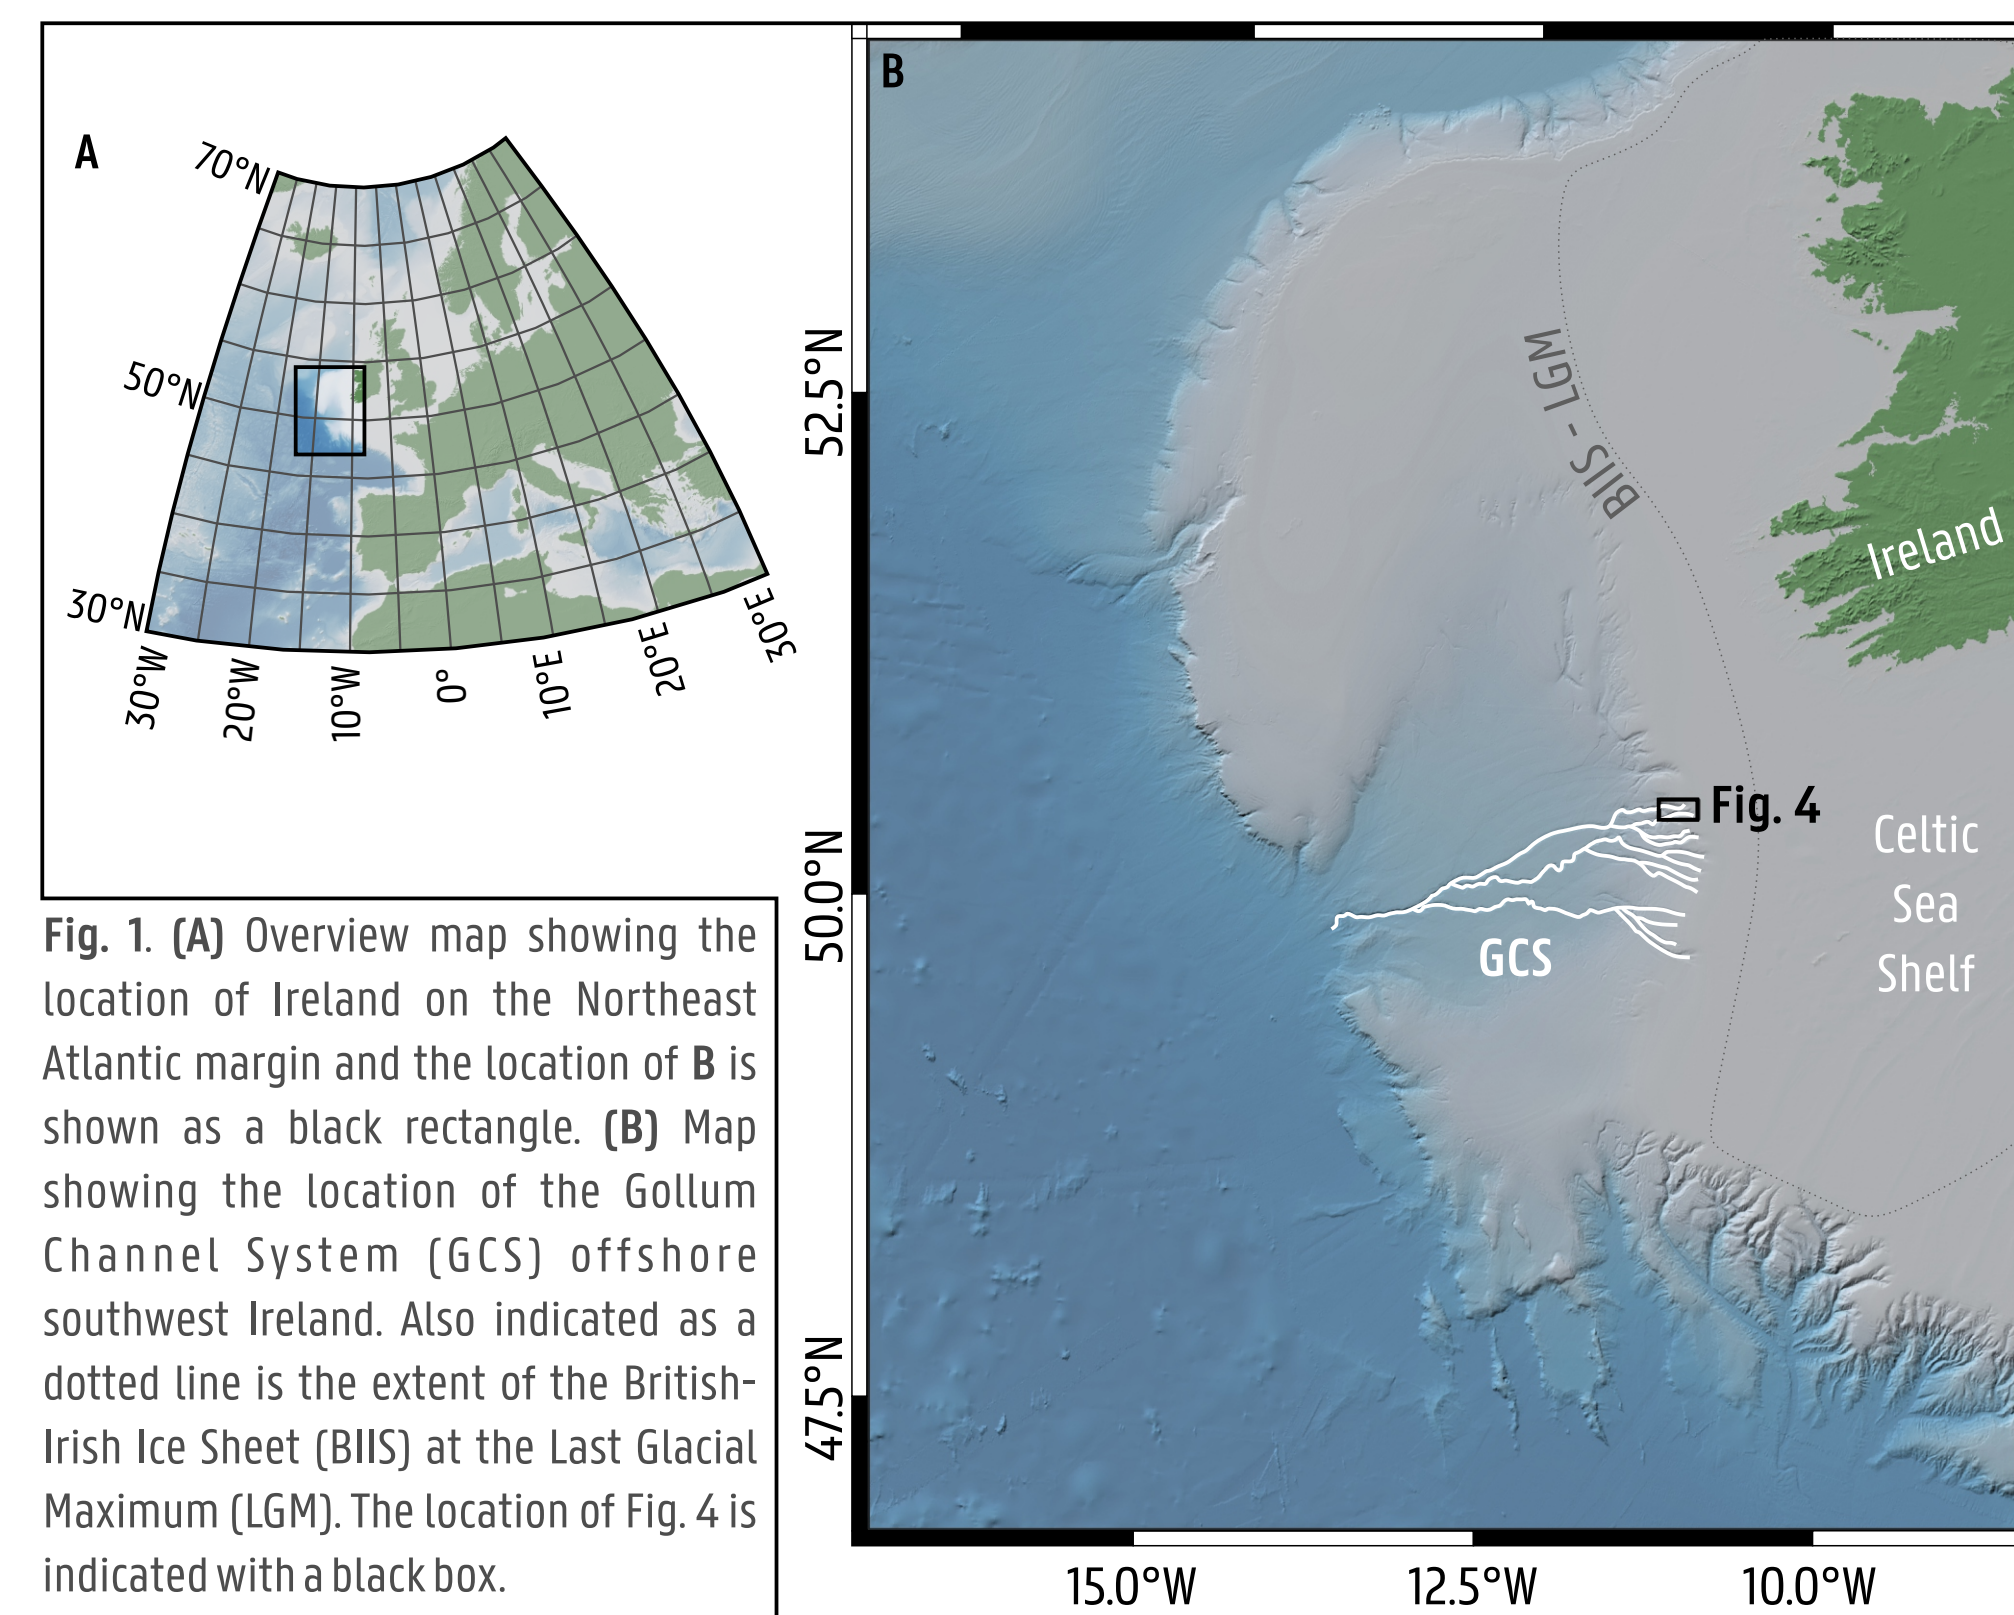 A
70°N
50°N
30°N
30°W
20°W
10°W
0°
10°E
20°E
30°E
Fig. 1. (A) Overview map showing the
location of Ireland on the Northeast
Atlantic margin and the location of B is
shown as a black rectangle. (B) Map
showing the location of the Gollum
Channel System (GCS) offshore
southwest Ireland. Also indicated as a
dotted line is the extent of the British-
Irish Ice Sheet (BIIS) at the Last Glacial
Maximum (LGM). The location of Fig. 4 is
indicated with a black box.
B
52.5°N
50.0°N
47.5°N
BIIS - LGM
Ireland
Fig. 4
Celtic
Sea
Shelf
GCS
15.0°W
12.5°W
10.0°W